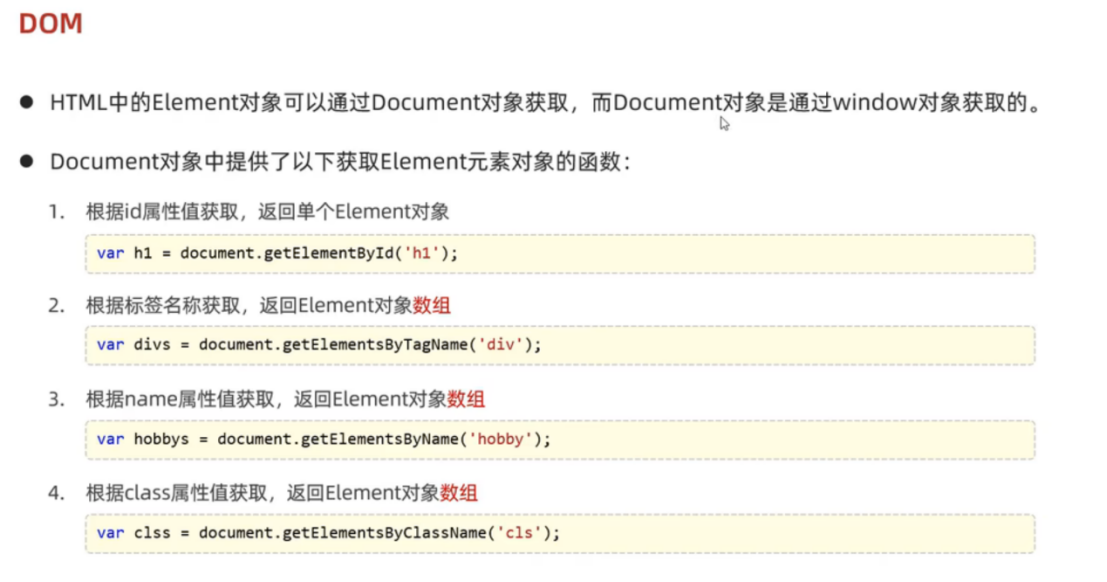 DOM
● HTML中的Element对象可以通过Document对象获取，而Document对象是通过window对象获取的。
● Document对象中提供了以下获取Element元素对象的函数：
1. 根据id属性值获取，返回单个Element对象
var h1 = document.getElementById('h1');
2. 根据标签名称获取，返回Element对象数组
var divs = document.getElementsByTagName('div');
3. 根据name属性值获取，返回Element对象数组
var hobbys = document.getElementsByName('hobby');
4. 根据class属性值获取，返回Element对象数组
var clss = document.getElementsByClassName('cls');